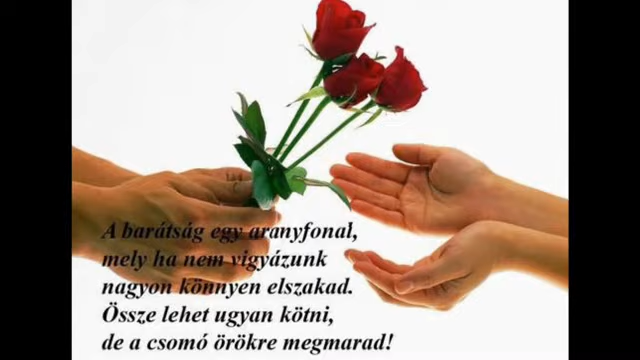 A barátság egy aranyfonal,
mely ha nem vigyázunk
nagyon könnyen elszakad.
Össze lehet ugyan kötni,
de a csomó örökre megmarad!